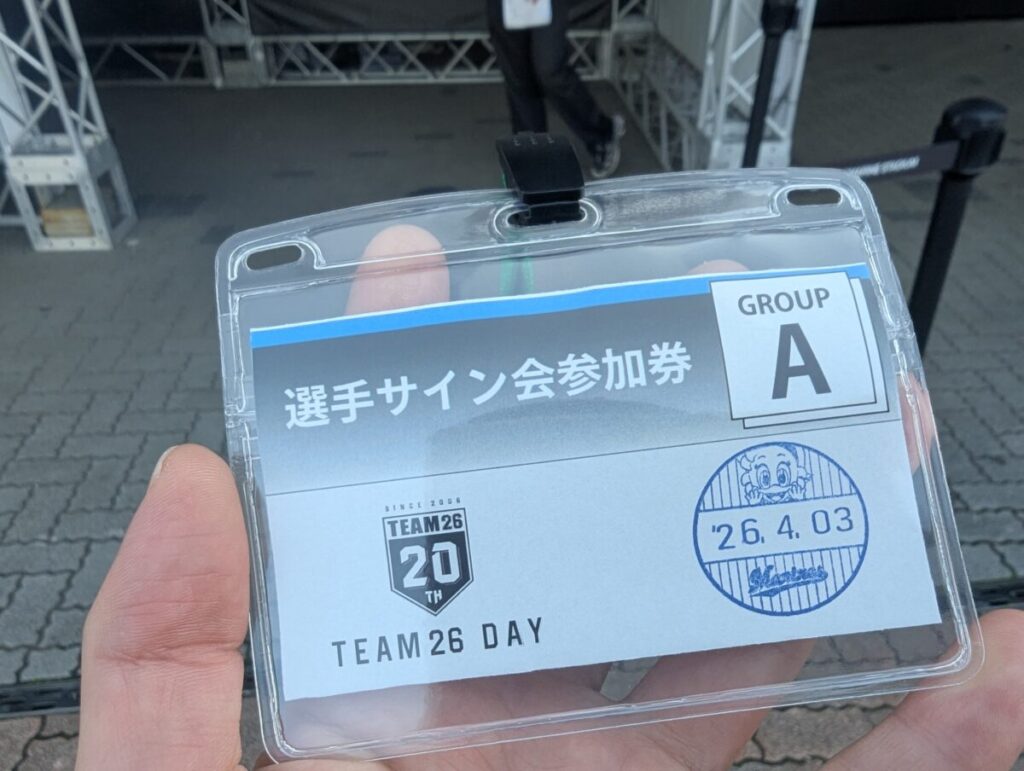 選手サイン会参加券
GROUP
A
SINCE 2006
TEAM26
20
TH
TEAM26 DAY
'26.4.03
Marines